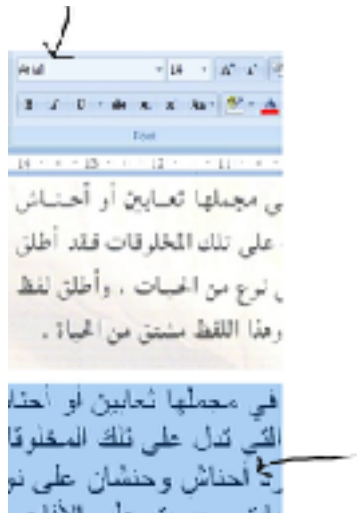 Arial
14
Font
ي مجملها ثعابين أو أحناش
على تلك المخلوقات فقد أطلق
نوع من الحيات . وأطلق لفظ
وهذا اللفظ مشتق من الحياة .
في مجملها ثعابين أو أحنا
التي تدل على تلك المخلوقا
رد أحناش وحنشان على نو